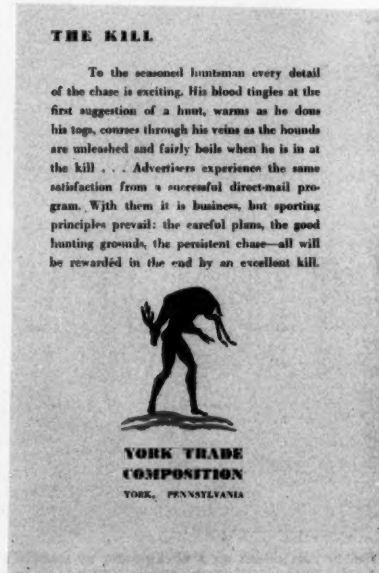 THE KILL
To the seasoned huntsman every detail
of the chase is exciting. His blood tingles at the
first suggestion of a hunt, warms as he dons
his togs, courses through his veins as the hounds
are unleashed and fairly boils when he is in at
the kill . . . Advertisers experience the same
satisfaction from a successful direct-mail pro-
gram. With them it is business, but sporting
principles prevail: the careful plans, the good
hunting grounds, the persistent chase—all will
be rewarded in the end by an excellent kill.
YORK TRADE
COMPOSITION
YORK, PENNSYLVANIA